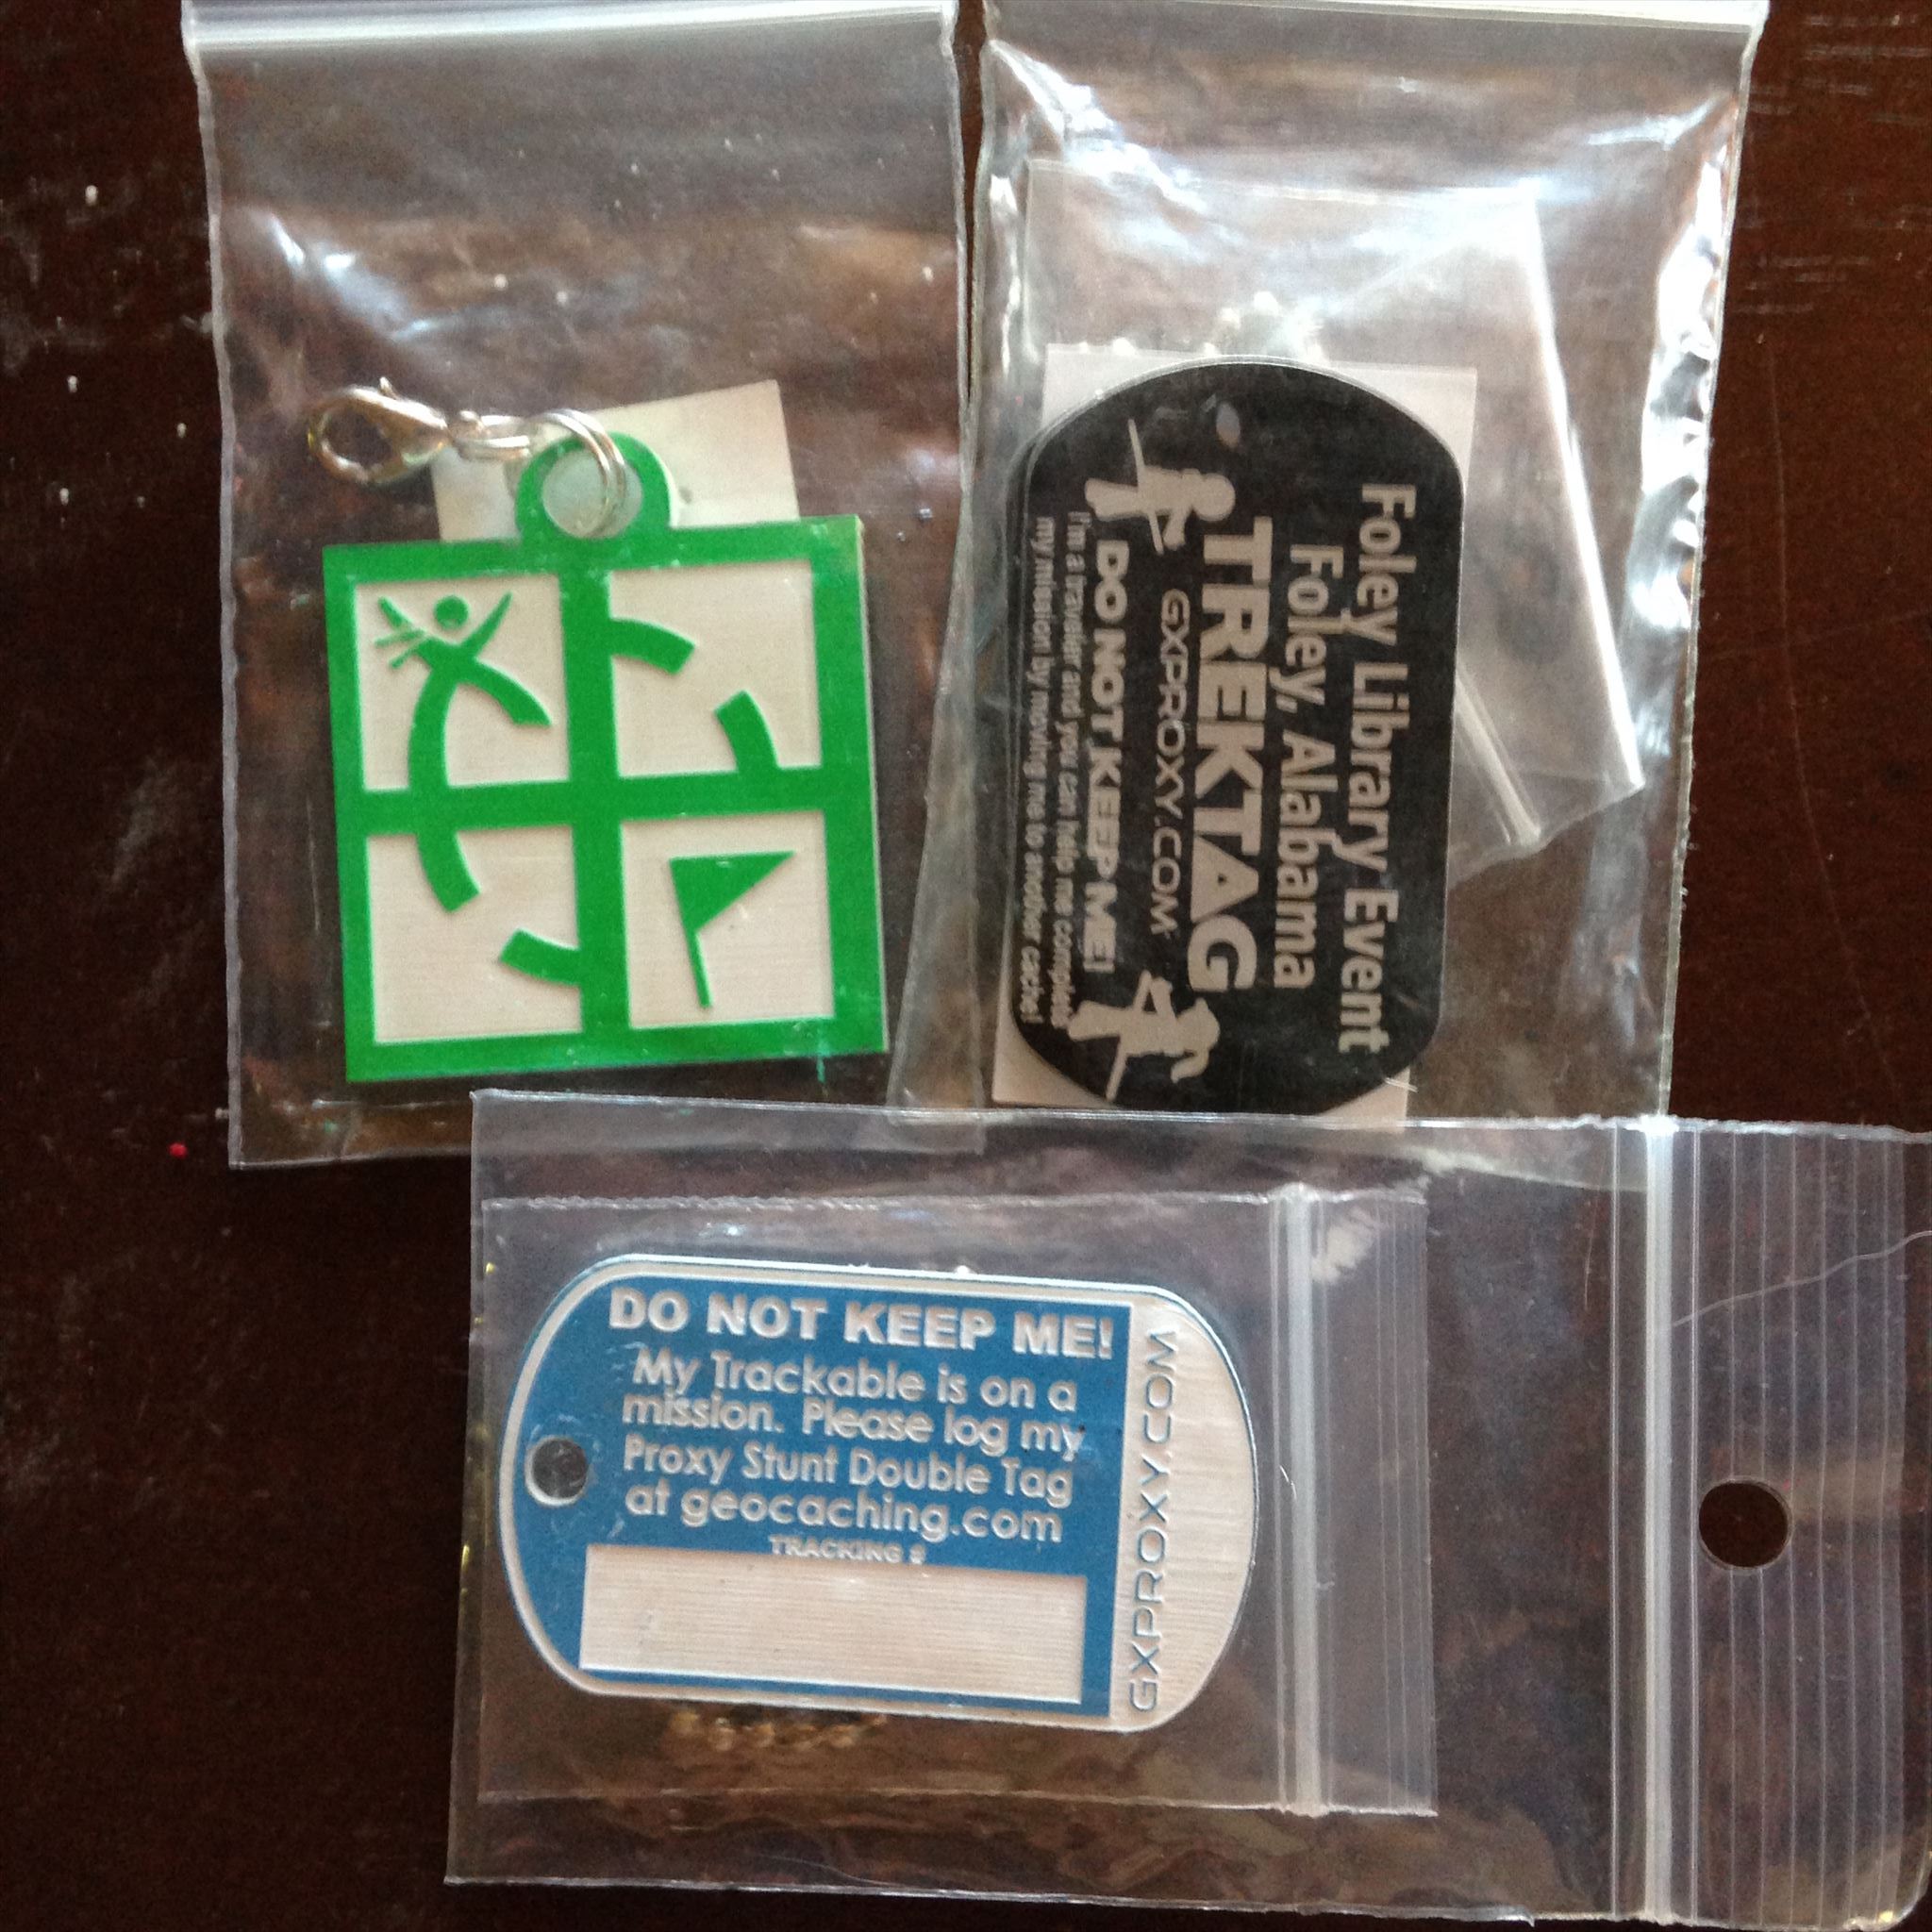 Foley Library Event
Foley, Alabama
TREKTAG
GXPROXY.COM
DO NOT KEEP ME!
I'm a traveler and you can help me complete
my mission by moving me to another cache!
DO NOT KEEP ME!
My Trackable is on a
mission. Please log my
Proxy Stunt Double Tag
at geocaching.com
TRACKING #
GXPROXY.COM